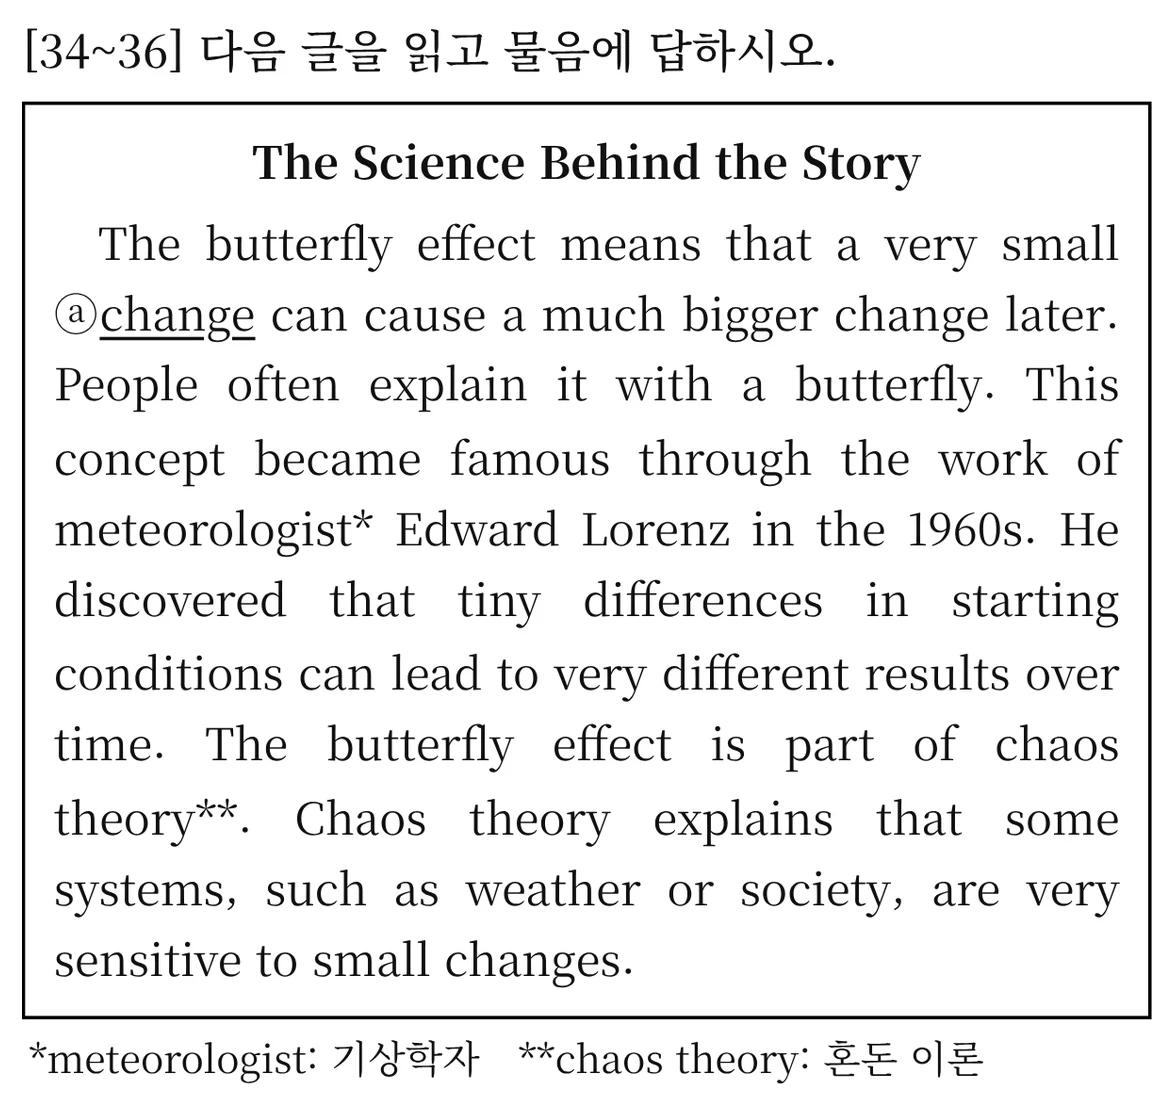 [34~36] 다음 글을 읽고 물음에 답하시오.
The Science Behind the Story
The butterfly effect means that a very small
ⓐchange can cause a much bigger change later.
People often explain it with a butterfly. This
concept became famous through the work of
meteorologist* Edward Lorenz in the 1960s. He
discovered that tiny differences in starting
conditions can lead to very different results over
time. The butterfly effect is part of chaos
theory**. Chaos theory explains that some
systems, such as weather or society, are very
sensitive to small changes.
*meteorologist: 기상학자 **chaos theory: 혼돈 이론